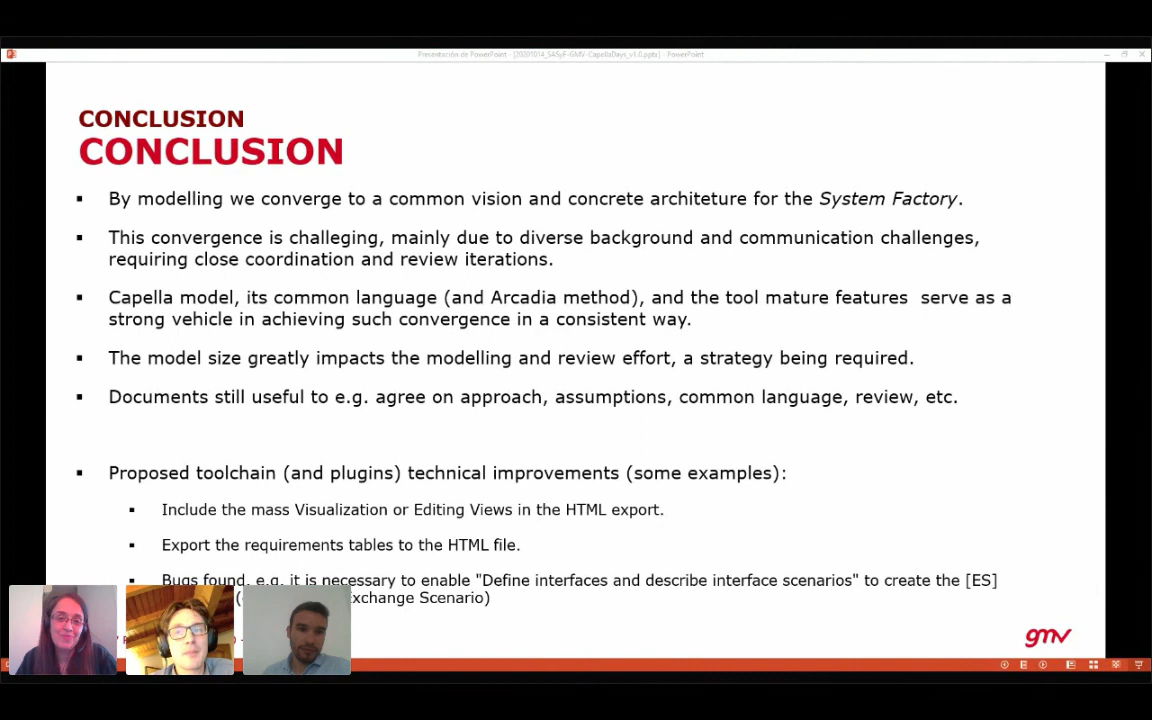 Presentación de PowerPoint - [20201014_SASyF-GMV-CapellaDays_v1.0.pptx] - PowerPoint
CONCLUSION
CONCLUSION
▪ By modelling we converge to a common vision and concrete architeture for the System Factory.
▪ This convergence is challeging, mainly due to diverse background and communication challenges,
requiring close coordination and review iterations.
▪ Capella model, its common language (and Arcadia method), and the tool mature features serve as a
strong vehicle in achieving such convergence in a consistent way.
▪ The model size greatly impacts the modelling and review effort, a strategy being required.
▪ Documents still useful to e.g. agree on approach, assumptions, common language, review, etc.
▪ Proposed toolchain (and plugins) technical improvements (some examples):
▪ Include the mass Visualization or Editing Views in the HTML export.
▪ Export the requirements tables to the HTML file.
▪ Bugs found, e.g. it is necessary to enable "Define interfaces and describe interface scenarios" to create the [ES]
Exchange Scenario)
gmv